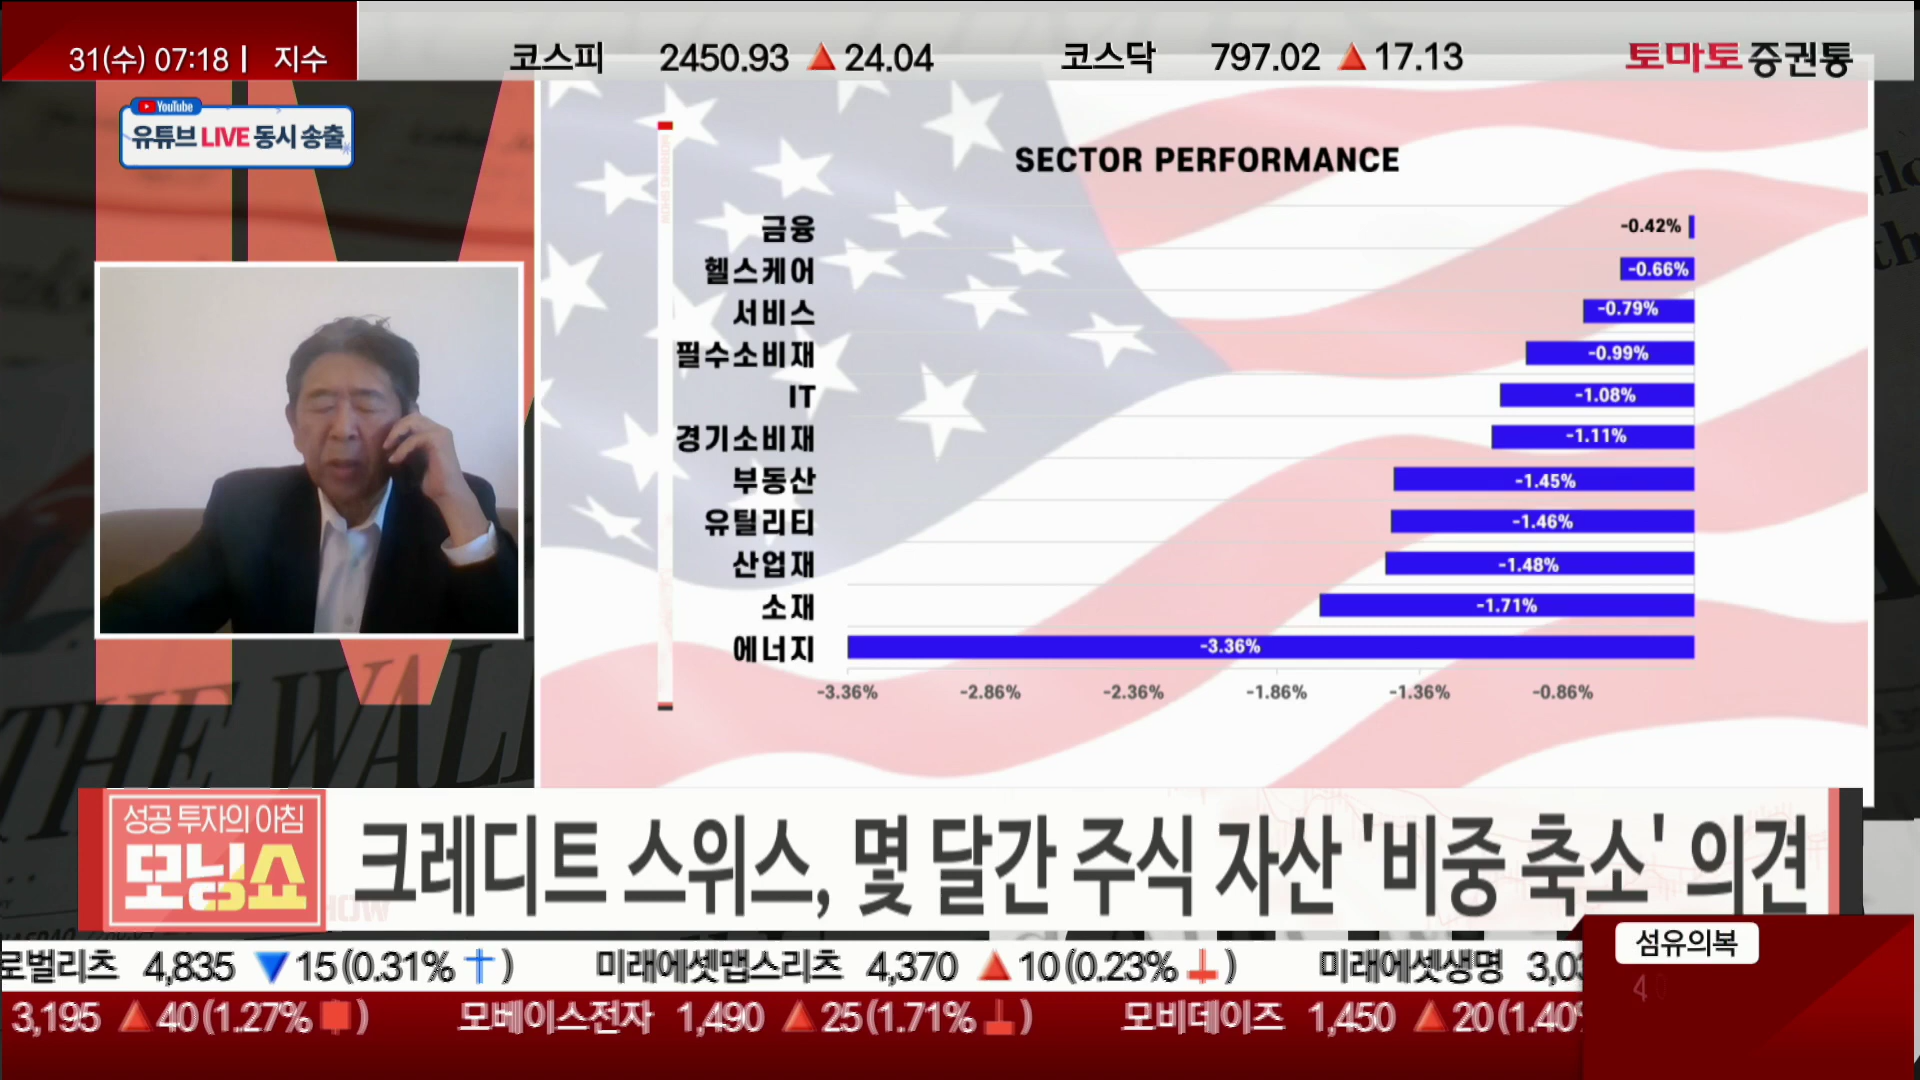 31(수) 07:18 | 지수
코스피 2450.93 ▲24.04
코스닥 797.02 ▲17.13
토마토증권통
YouTube
유튜브 LIVE 동시 송출
SECTOR PERFORMANCE
금융 -0.42%
헬스케어 -0.66%
서비스 -0.79%
필수소비재 -0.99%
IT -1.08%
경기소비재 -1.11%
부동산 -1.45%
유틸리티 -1.46%
산업재 -1.48%
소재 -1.71%
에너지 -3.36%
-3.36% -2.86% -2.36% -1.86% -1.36% -0.86%
THE WALL
성공 투자의 아침
모닝쇼
크레디트 스위스, 몇 달간 주식 자산 '비중 축소' 의견
로벌리츠 4,835 ▼15(0.31%↑) 미래에셋맵스리츠 4,370 ▲10(0.23%↓) 미래에셋생명 3,03
섬유의복
3,195 ▲40(1.27%) 모베이스전자 1,490 ▲25(1.71%↓) 모비데이즈 1,450 ▲20(1.40%